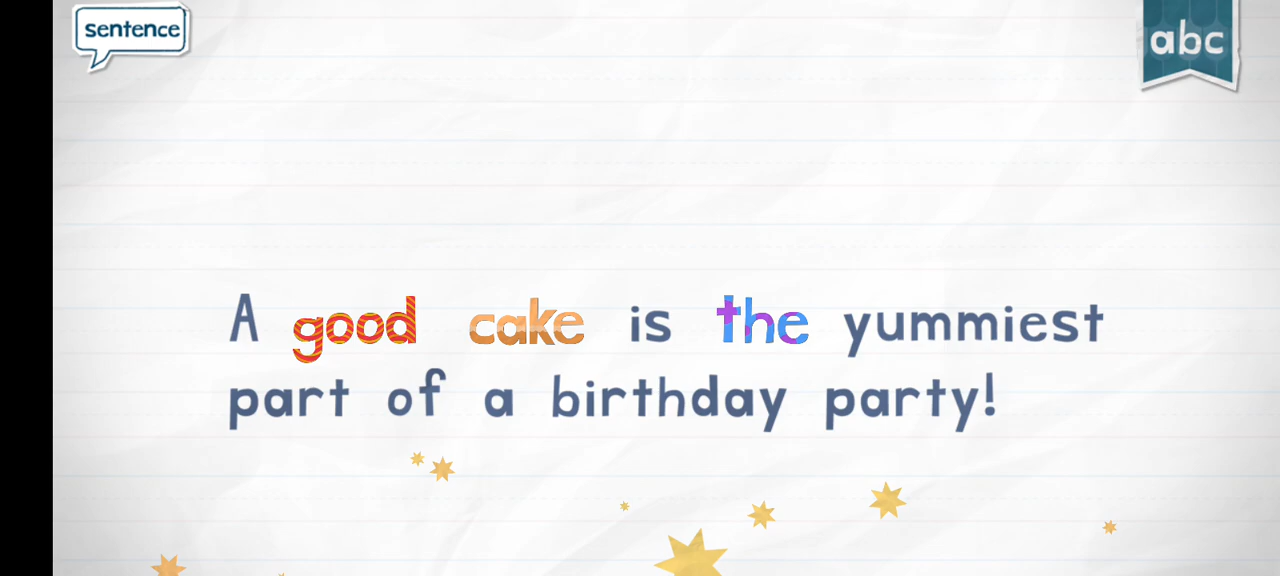 sentence
abc
A good cake is the yummiest
part of a birthday party!